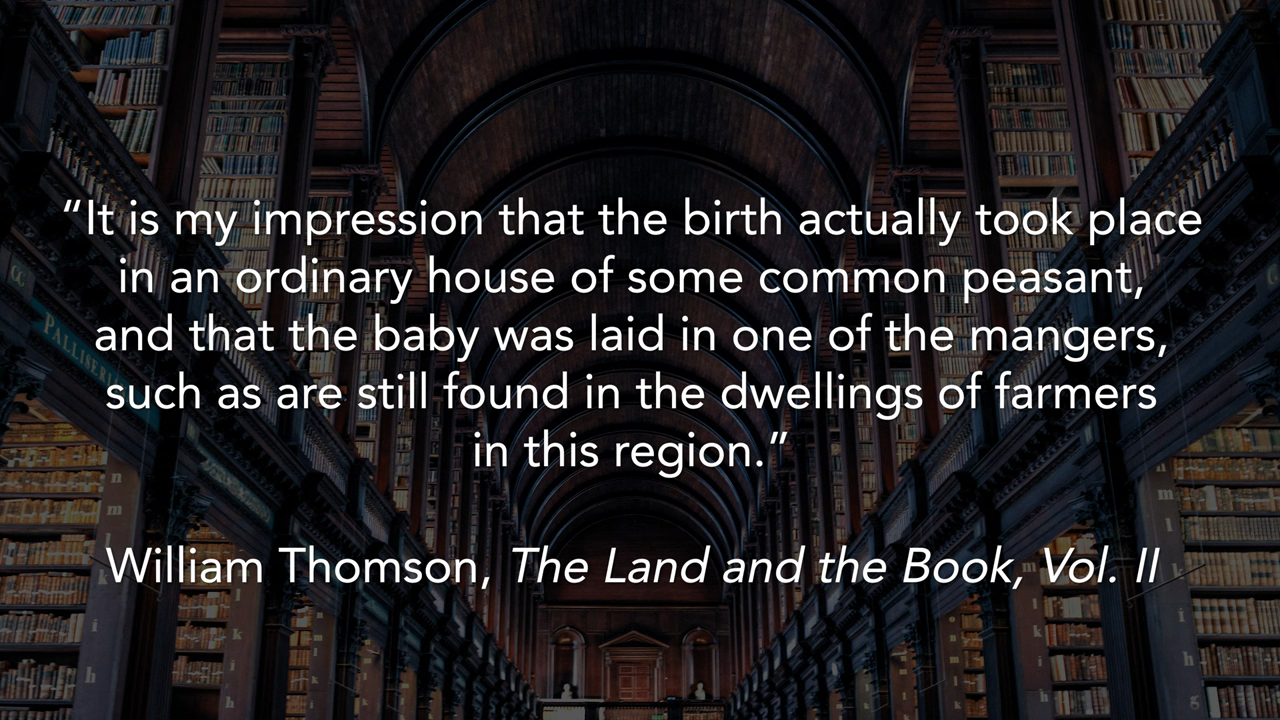 “It is my impression that the birth actually took place
in an ordinary house of some common peasant,
and that the baby was laid in one of the mangers,
such as are still found in the dwellings of farmers
in this region.”
William Thomson, The Land and the Book, Vol. II